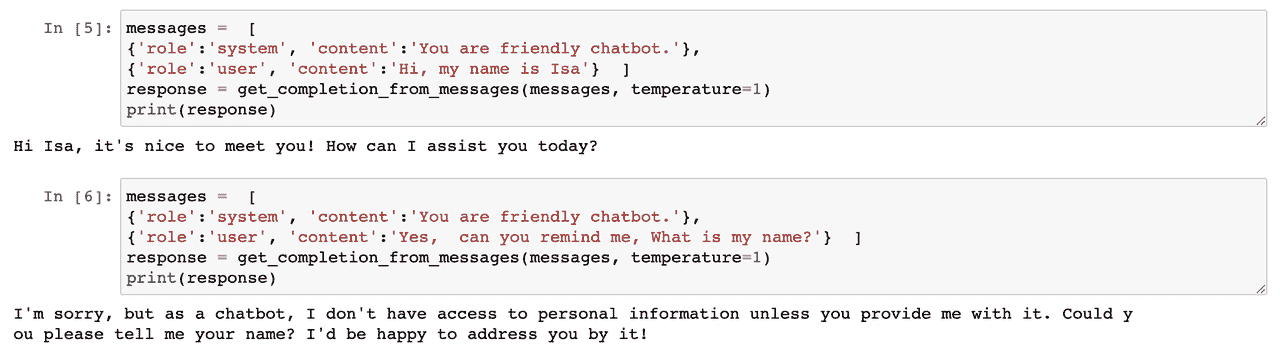 In [5]: messages =  [
{'role':'system', 'content':'You are friendly chatbot.'},
{'role':'user', 'content':'Hi, my name is Isa'}  ]
response = get_completion_from_messages(messages, temperature=1)
print(response)
Hi Isa, it's nice to meet you! How can I assist you today?
In [6]: messages =  [
{'role':'system', 'content':'You are friendly chatbot.'},
{'role':'user', 'content':'Yes,  can you remind me, What is my name?'}  ]
response = get_completion_from_messages(messages, temperature=1)
print(response)
I'm sorry, but as a chatbot, I don't have access to personal information unless you provide me with it. Could y
ou please tell me your name? I'd be happy to address you by it!